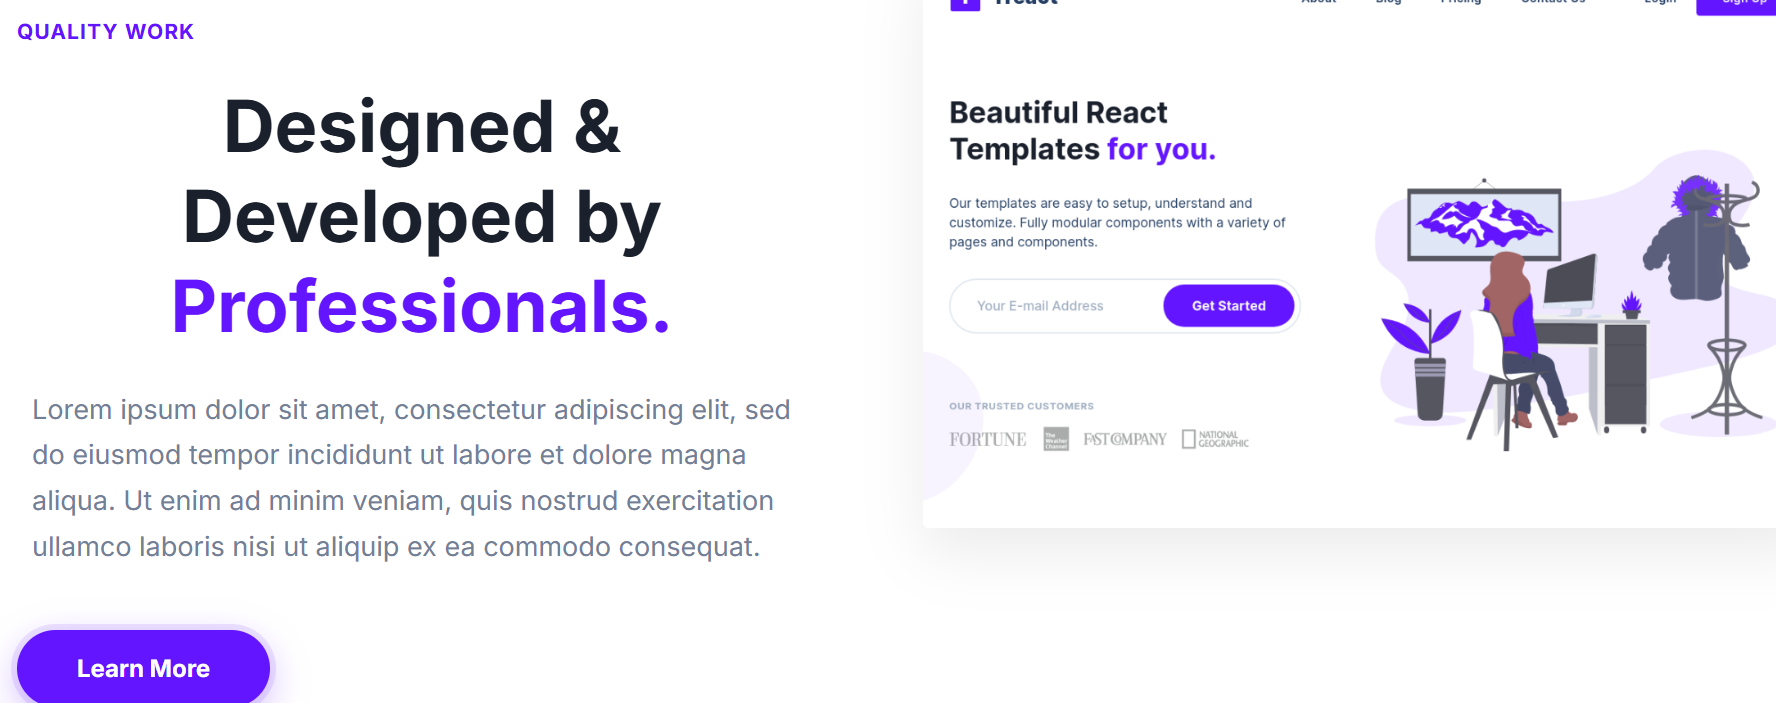 QUALITY WORK
Designed &
Developed by
Professionals.
Lorem ipsum dolor sit amet, consectetur adipiscing elit, sed
do eiusmod tempor incididunt ut labore et dolore magna
aliqua. Ut enim ad minim veniam, quis nostrud exercitation
ullamco laboris nisi ut aliquip ex ea commodo consequat.
Learn More
About Blog Pricing Contact Us Login Sign Up
Beautiful React
Templates for you.
Our templates are easy to setup, understand and
customize. Fully modular components with a variety of
pages and components.
Your E-mail Address Get Started
OUR TRUSTED CUSTOMERS
FORTUNE
The
Weather
Channel
FAST COMPANY
NATIONAL
GEOGRAPHIC